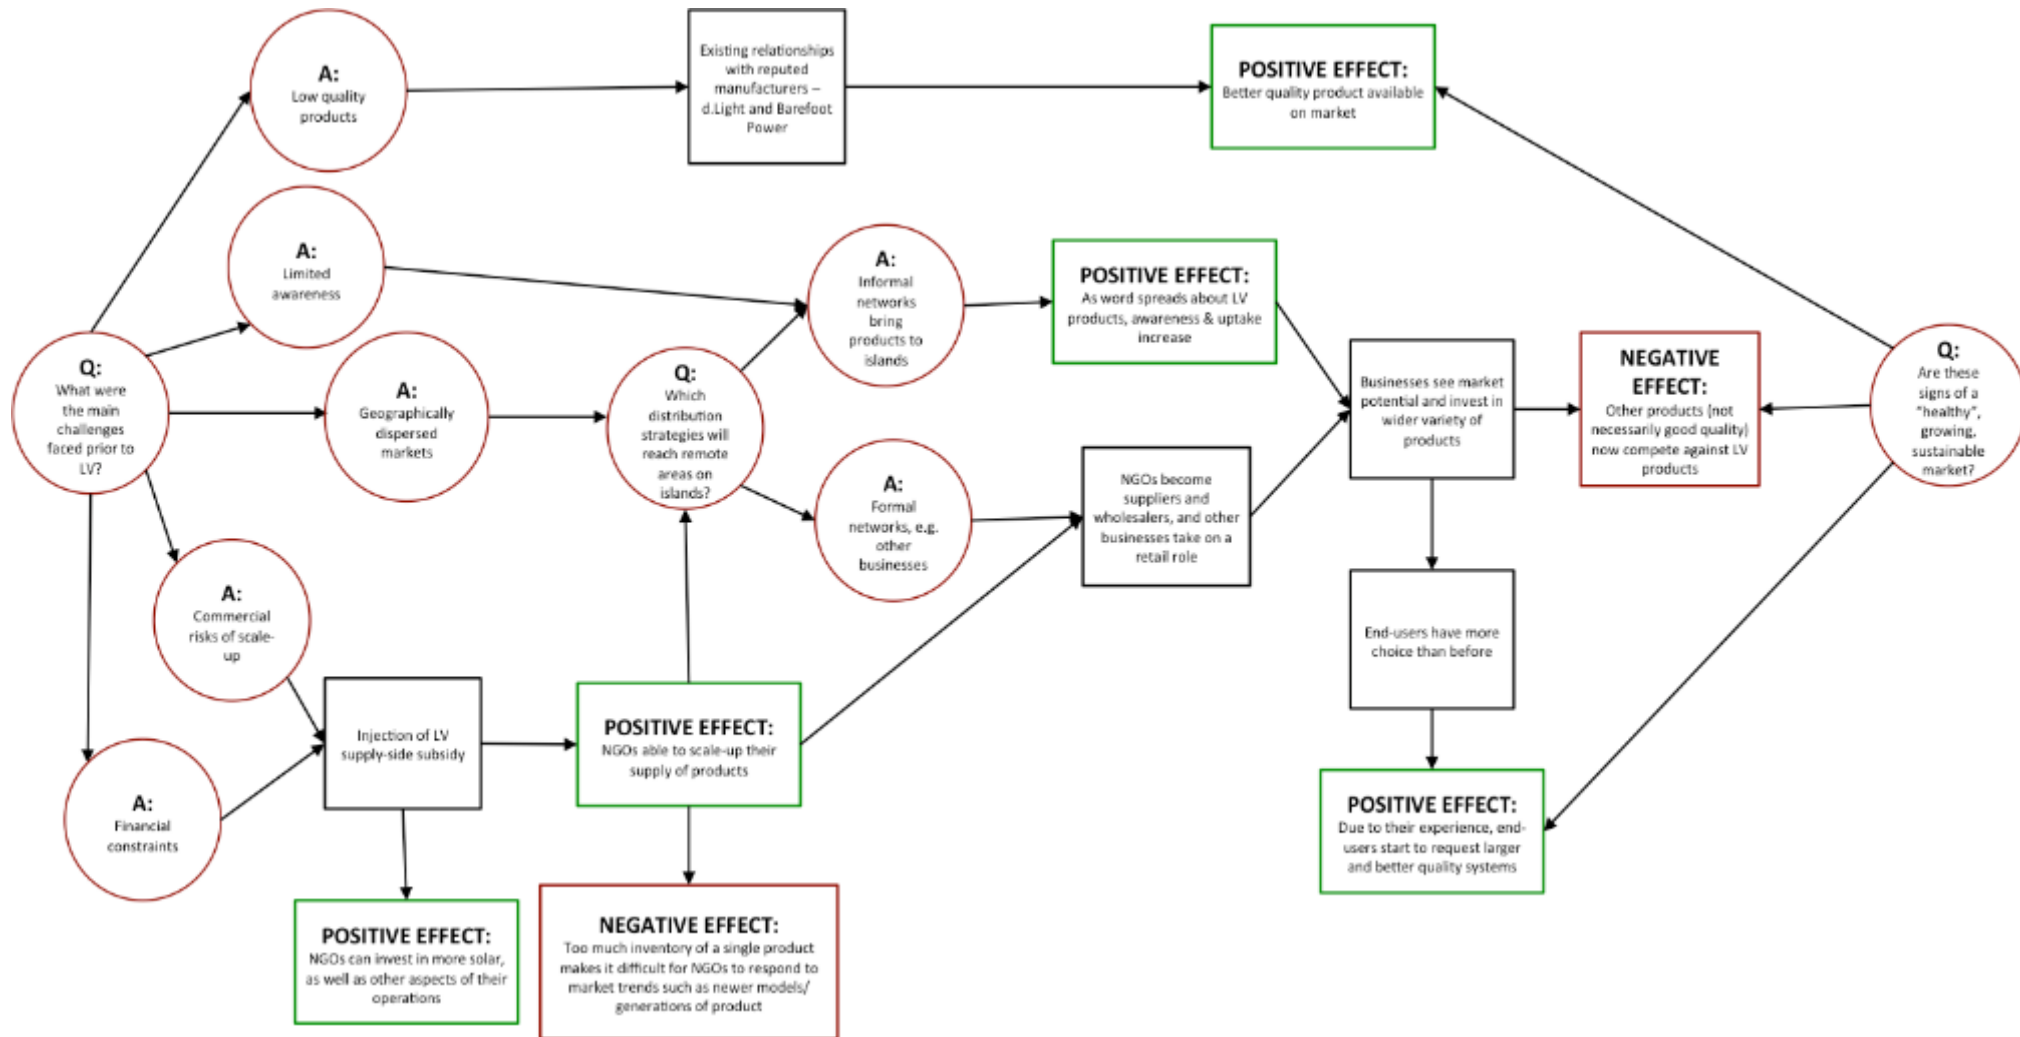 A:
Low quality
products
Existing relationships
with reputed
manufacturers –
d.Light and Barefoot
Power
POSITIVE EFFECT:
Better quality product available
on market
A:
Limited
awareness
A:
Informal
networks
bring
products to
islands
POSITIVE EFFECT:
As word spreads about LV
products, awareness & uptake
increase
Q:
What were
the main
challenges
faced prior to
LV?
A:
Geographically
dispersed
markets
Q:
Which
distribution
strategies will
reach remote
areas on
islands?
Businesses see market
potential and invest in
wider variety of
products
NEGATIVE
EFFECT:
Other products (not
necessarily good quality)
now compete against LV
products
Q:
Are these
signs of a
"healthy",
growing,
sustainable
market?
A:
Formal
networks, e.g.
other
businesses
NGOs become
suppliers and
wholesalers, and other
businesses take on a
retail role
A:
Commercial
risks of scale-
up
End-users have more
choice than before
Injection of LV
supply-side subsidy
POSITIVE EFFECT:
NGOs able to scale-up their
supply of products
A:
Financial
constraints
POSITIVE EFFECT:
Due to their experience, end-
users start to request larger
and better quality systems
POSITIVE EFFECT:
NGOs can invest in more solar,
as well as other aspects of their
operations
NEGATIVE EFFECT:
Too much inventory of a single product
makes it difficult for NGOs to respond to
market trends such as newer models/
generations of product